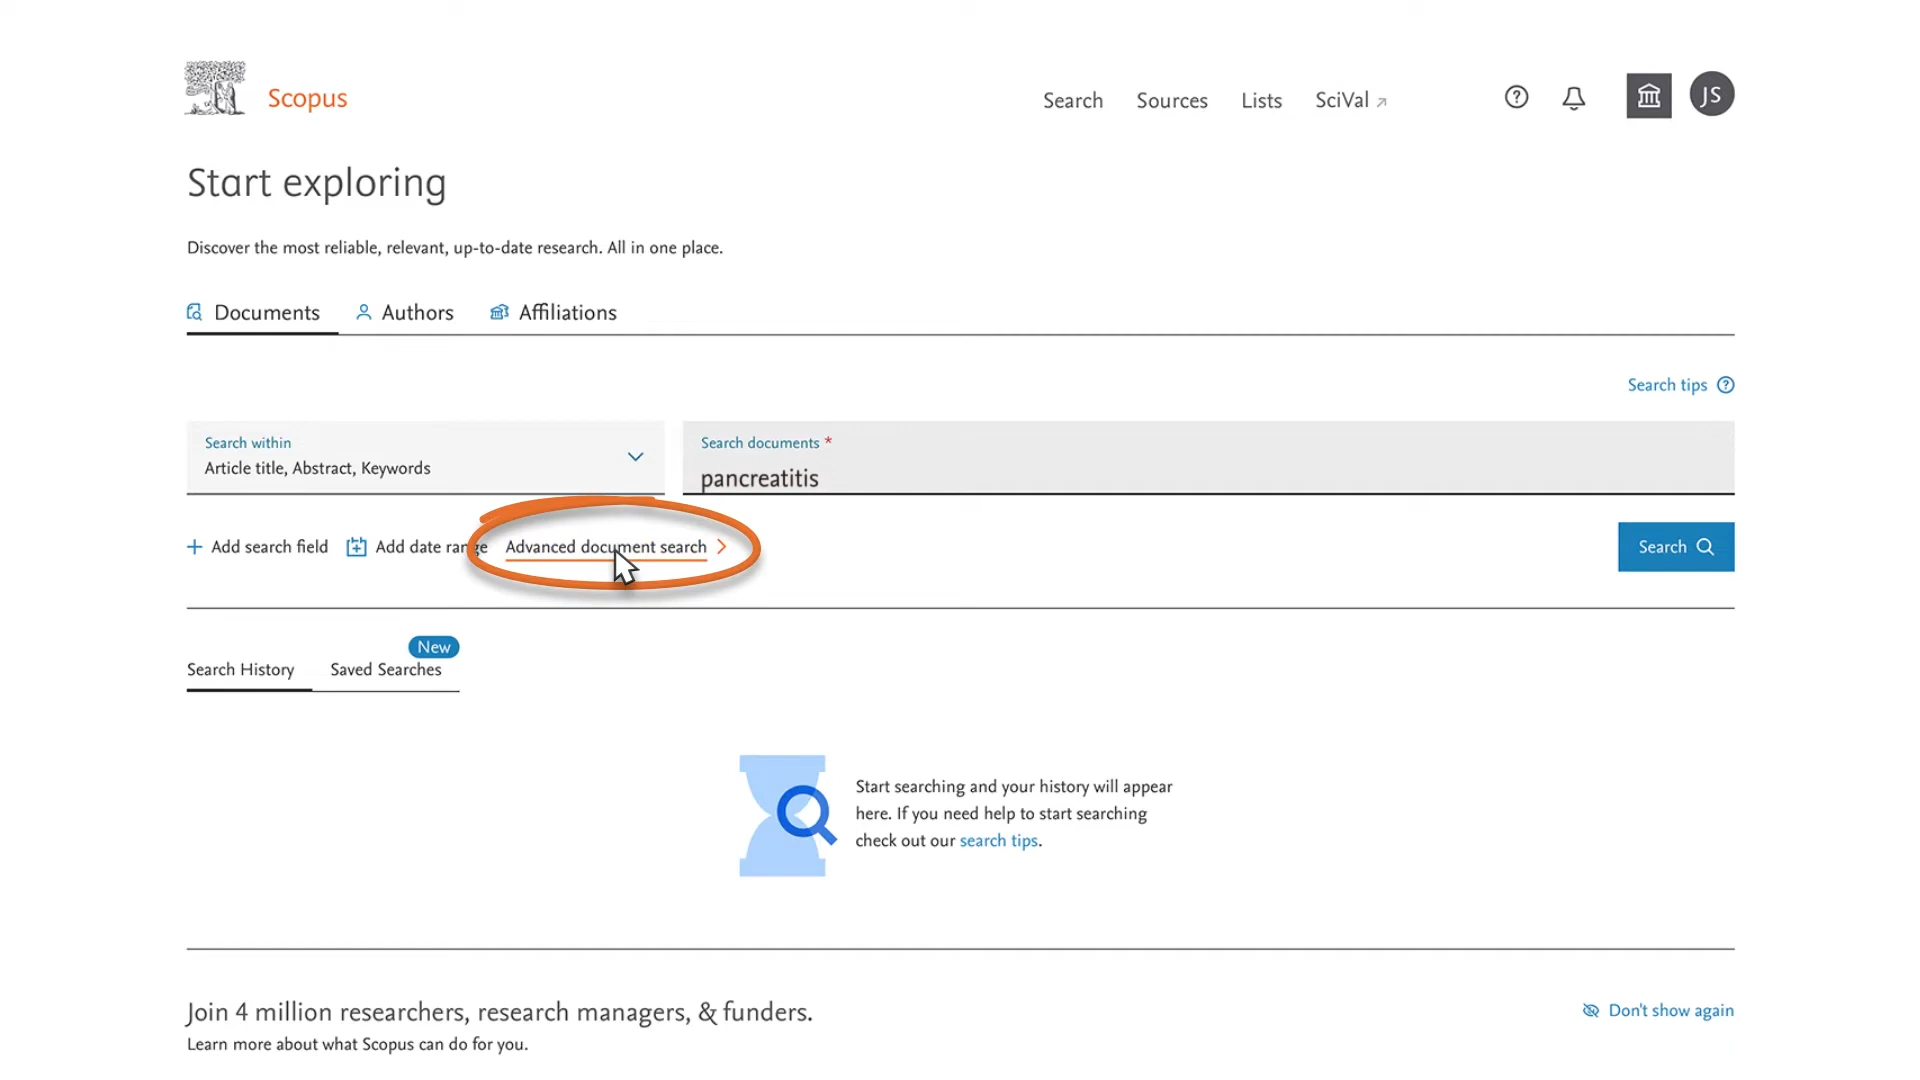 Scopus
Search Sources Lists SciVal
JS
Start exploring
Discover the most reliable, relevant, up-to-date research. All in one place.
Documents Authors Affiliations
Search tips
Search within
Article title, Abstract, Keywords
Search documents *
pancreatitis
Add search field Add date range Advanced document search
Search
New
Search History Saved Searches
Start searching and your history will appear
here. If you need help to start searching
check out our search tips.
Join 4 million researchers, research managers, & funders.
Don't show again
Learn more about what Scopus can do for you.